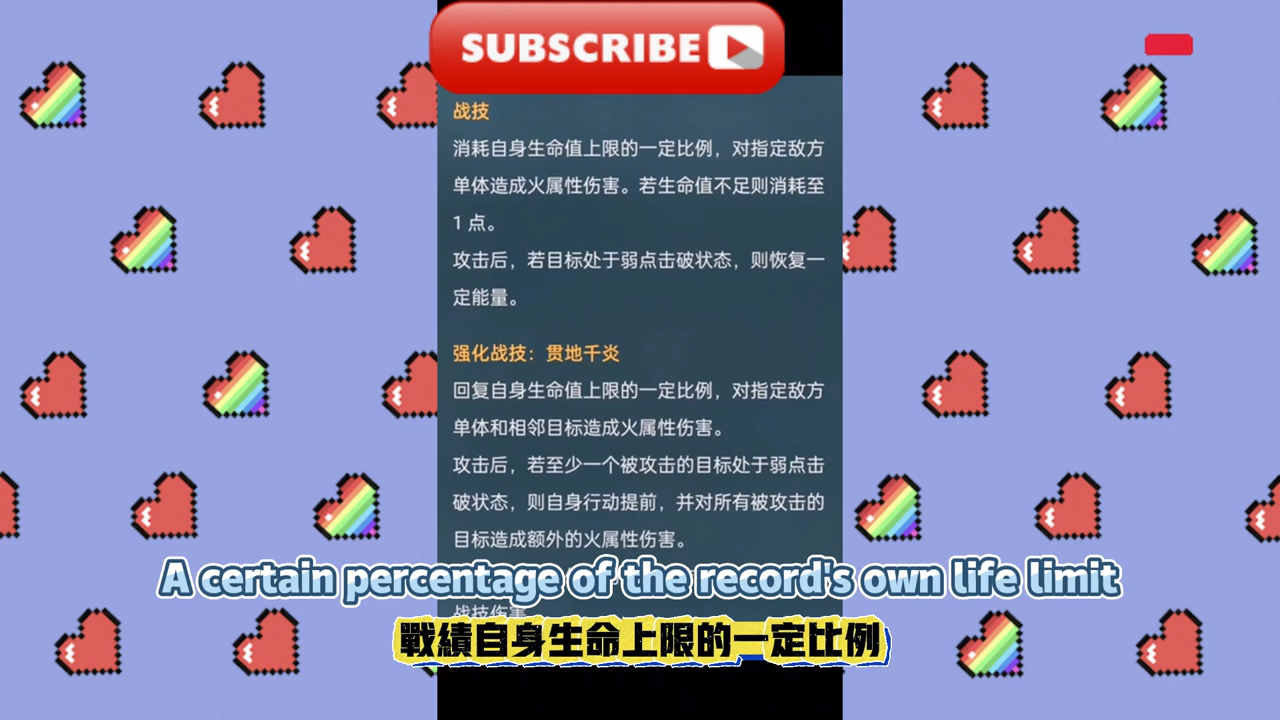 SUBSCRIBE
战技
消耗自身生命值上限的一定比例，对指定敌方
单体造成火属性伤害。若生命值不足则消耗至
1 点。
攻击后，若目标处于弱点击破状态，则恢复一
定能量。
强化战技：贯地千炎
回复自身生命值上限的一定比例，对指定敌方
单体和相邻目标造成火属性伤害。
攻击后，若至少一个被攻击的目标处于弱点击
破状态，则自身行动提前，并对所有被攻击的
目标造成额外的火属性伤害。
A certain percentage of the record's own life limit
战技伤害
戰績自身生命上限的一定比例